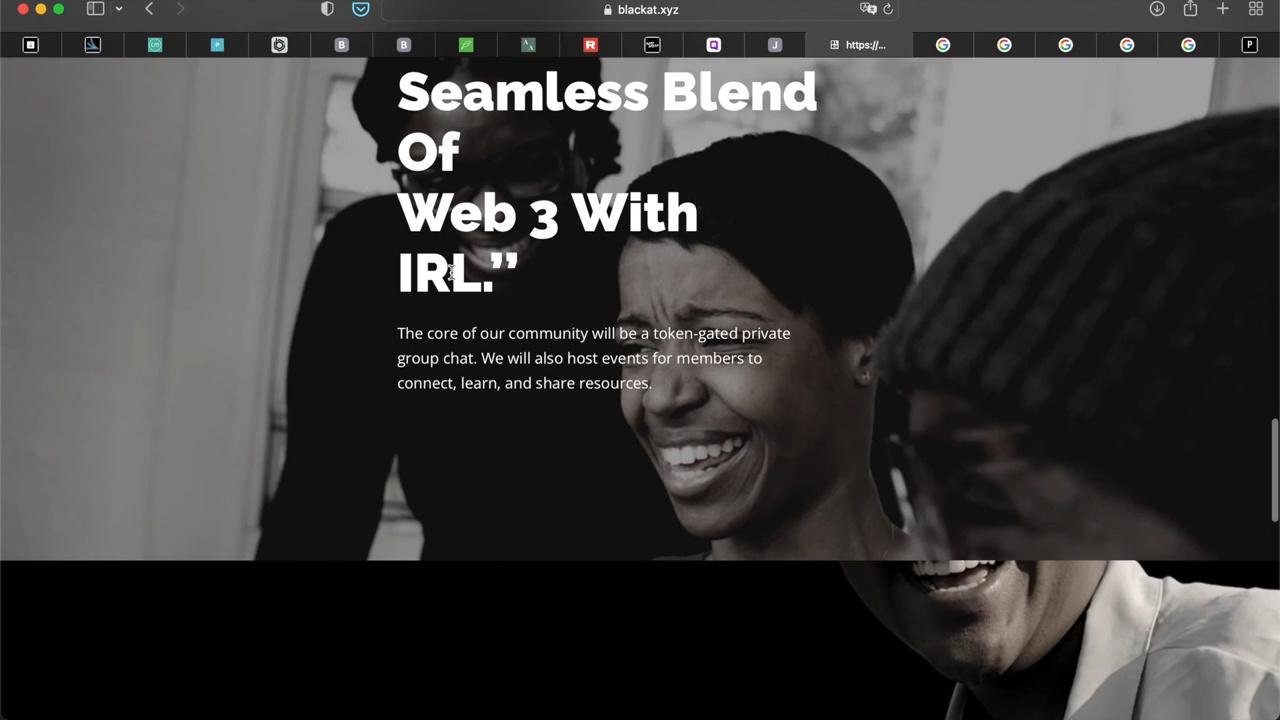 blackat.xyz
https://...
Seamless Blend
Of
Web 3 With
IRL.”
The core of our community will be a token-gated private
group chat. We will also host events for members to
connect, learn, and share resources.